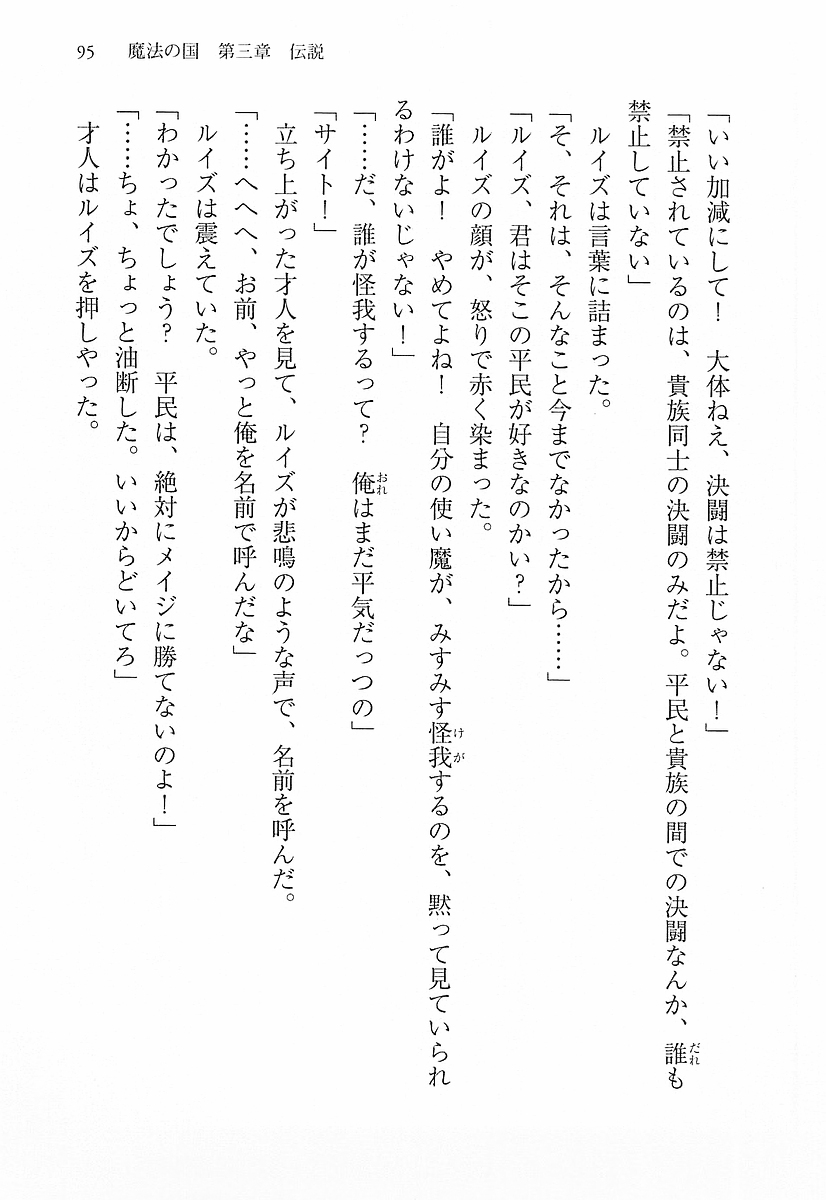 95　魔法の国　第三章　伝説
「いい加減にして！　大体ねえ、決闘は禁止じゃない！」
「禁止されているのは、貴族同士の決闘のみだよ。平民と貴族の間での決闘なんか、誰も
禁止していない」
　ルイズは言葉に詰まった。
「そ、それは、そんなこと今までなかったから……」
「ルイズ、君はそこの平民が好きなのかい？」
　ルイズの顔が、怒りで赤く染まった。
「誰がよ！　やめてよね！　自分の使い魔が、みすみす怪我するのを、黙って見ていられ
るわけないじゃない！」
「……だ、誰が怪我するって？　俺はまだ平気だっつの」
「サイト！」
　立ち上がった才人を見て、ルイズが悲鳴のような声で、名前を呼んだ。
「……へへへ、お前、やっと俺を名前で呼んだな」
　ルイズは震えていた。
「わかったでしょう？　平民は、絶対にメイジに勝てないのよ！」
「……ちょ、ちょっと油断した。いいからどいてろ」
　才人はルイズを押しやった。